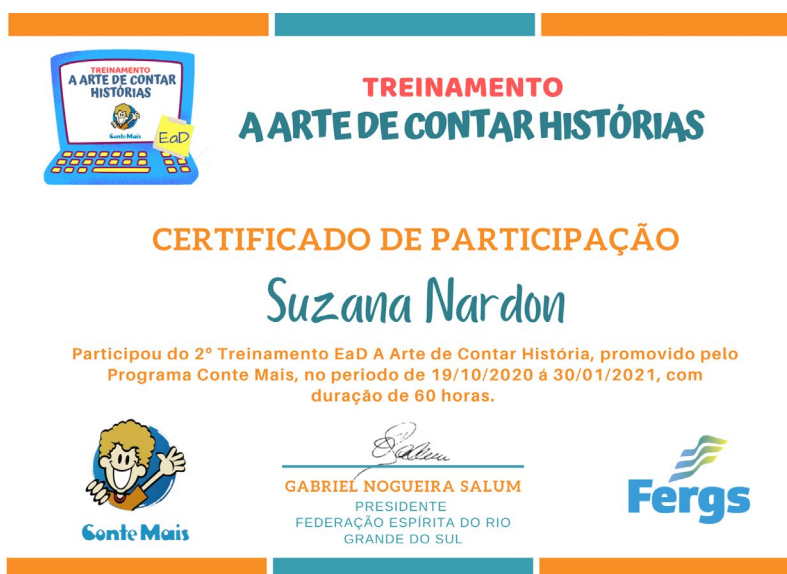 TREINAMENTO
A ARTE DE CONTAR
HISTÓRIAS
Conte Mais
EaD
TREINAMENTO
A ARTE DE CONTAR HISTÓRIAS
CERTIFICADO DE PARTICIPAÇÃO
Suzana Nardon
Participou do 2º Treinamento EaD A Arte de Contar História, promovido pelo
Programa Conte Mais, no periodo de 19/10/2020 á 30/01/2021, com
duração de 60 horas.
Salum
GABRIEL NOGUEIRA SALUM
PRESIDENTE
FEDERAÇÃO ESPÍRITA DO RIO
GRANDE DO SUL
Conte Mais
Fergs